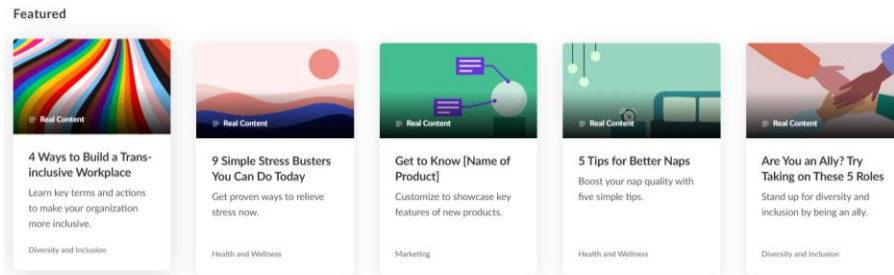 Featured
Real Content
4 Ways to Build a Trans-
inclusive Workplace
Learn key terms and actions
to make your organization
more inclusive.
Diversity and Inclusion
Real Content
9 Simple Stress Busters
You Can Do Today
Get proven ways to relieve
stress now.
Health and Wellness
Real Content
Get to Know [Name of
Product]
Customize to showcase key
features of new products.
Marketing
Real Content
5 Tips for Better Naps
Boost your nap quality with
five simple tips.
Health and Wellness
Real Content
Are You an Ally? Try
Taking on These 5 Roles
Stand up for diversity and
inclusion by being an ally.
Diversity and Inclusion